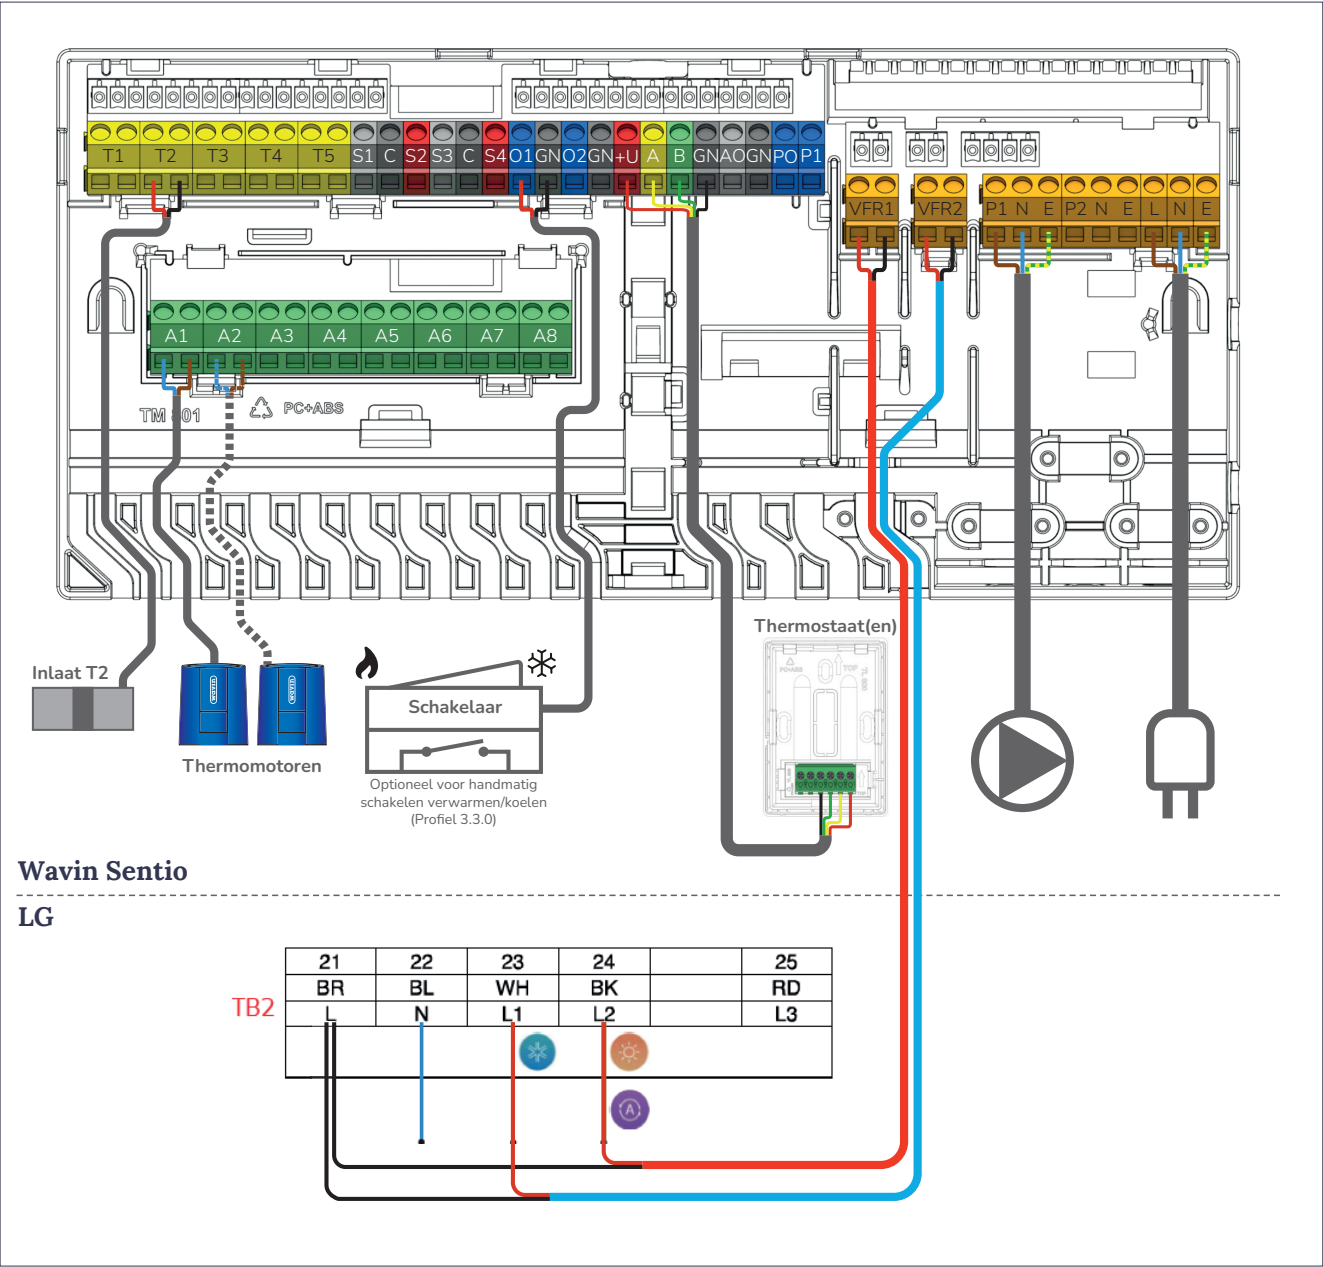 T1 T2 T3 T4 T5 S1 C S2 S3 C S4 O1 GN O2 GN +U A B GN AO GN PO P1
VFR1 VFR2 P1 N E P2 N E L N E
A1 A2 A3 A4 A5 A6 A7 A8
PC+ABS
Thermostaat(en)
TOP
Inlaat T2
Schakelaar
Thermomotoren
Optioneel voor handmatig
schakelen verwarmen/koelen
(Profiel 3.3.0)
Wavin Sentio
LG
21 22 23 24 25
BR BL WH BK RD
TB2
L N L1 L2 L3
A